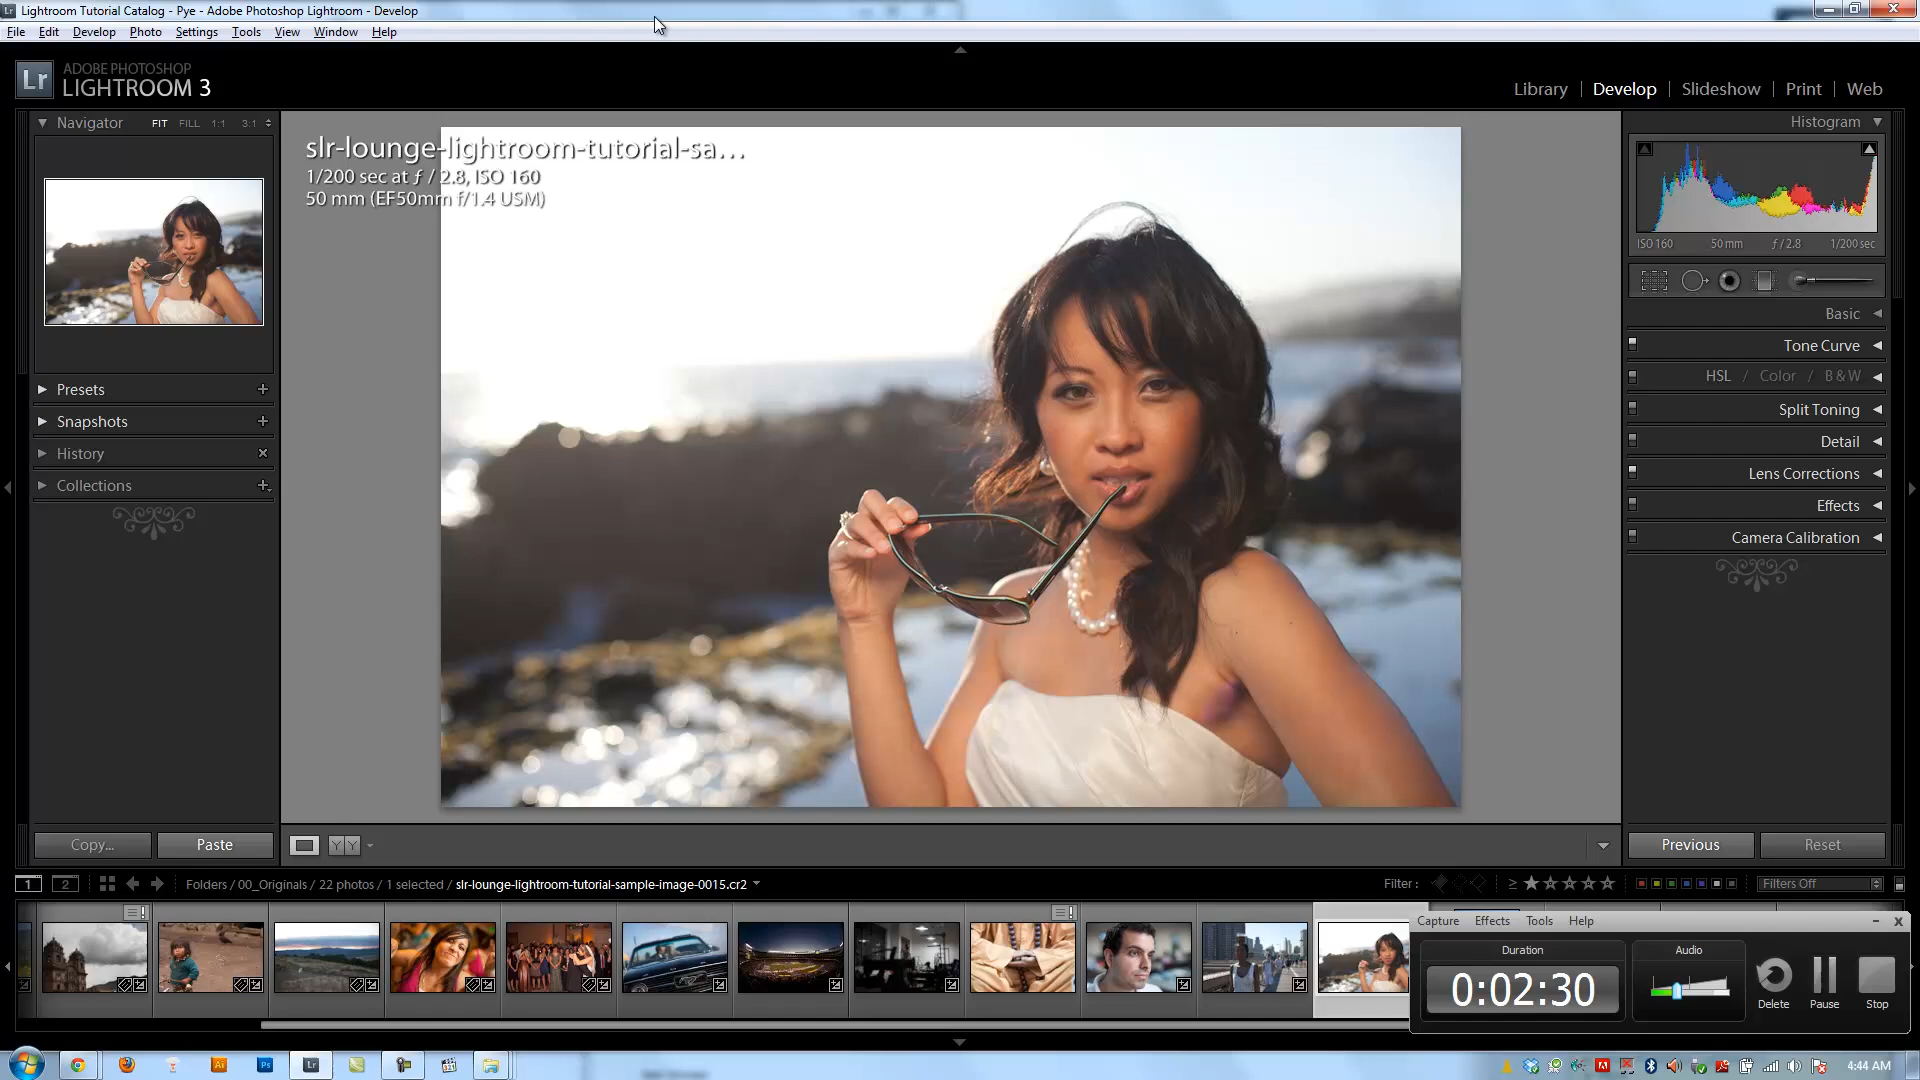 Lightroom Tutorial Catalog - Pye - Adobe Photoshop Lightroom - Develop
File Edit Develop Photo Settings Tools View Window Help
Lr
ADOBE PHOTOSHOP
LIGHTROOM 3
Library | Develop | Slideshow | Print | Web
Navigator FIT FILL 1:1 3:1
Histogram
slr-lounge-lightroom-tutorial-sa...
1/200 sec at ƒ / 2.8, ISO 160
50 mm (EF50mm f/1.4 USM)
ISO 160 50 mm ƒ / 2.8 1/200 sec
Basic
Tone Curve
HSL / Color / B & W
Split Toning
Detail
Lens Corrections
Effects
Camera Calibration
Presets
Snapshots
History
Collections
Copy... Paste
YY
Previous Reset
1 2 Folders / 00_Originals / 22 photos / 1 selected / slr-lounge-lightroom-tutorial-sample-image-0015.cr2
Filter : ≥ Filters Off
Capture Effects Tools Help
Duration Audio
0:02:30
Delete Pause Stop
Ai Ps Lr
4:44 AM